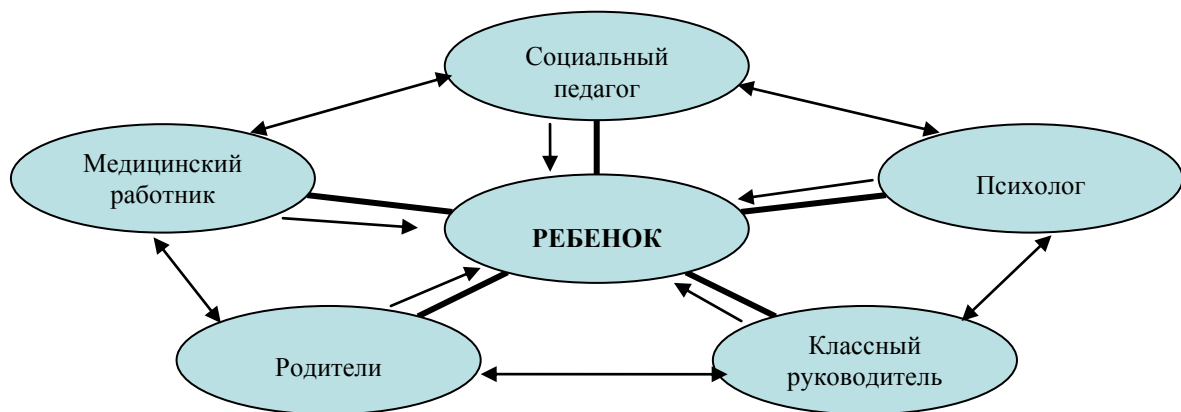 Социальный
педагог
Медицинский
работник
Психолог
РЕБЕНОК
Родители
Классный
руководитель